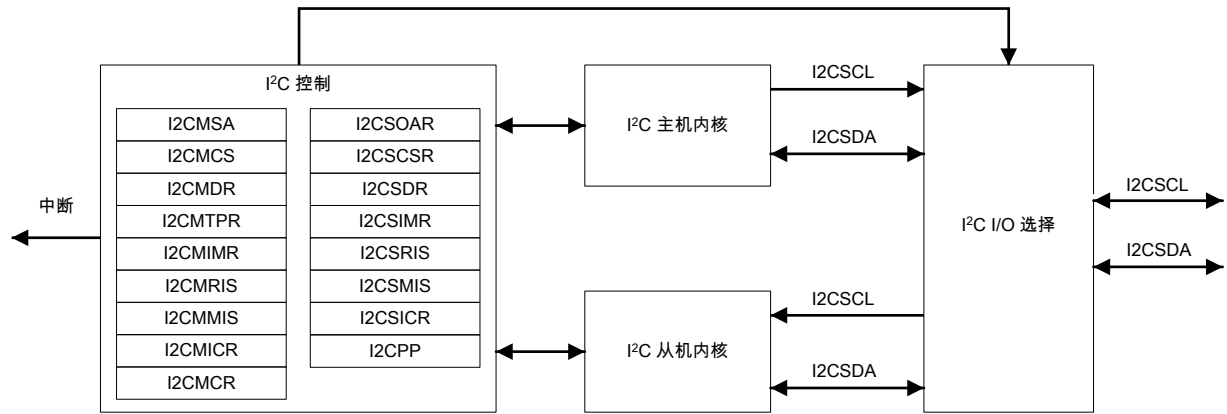 I²C 控制
I2CMSA
I2CMCS
I2CMDR
I2CMTPR
I2CMIMR
I2CMRIS
I2CMMIS
I2CMICR
I2CMCR
I2CSOAR
I2CSCSR
I2CSDR
I2CSIMR
I2CSRIS
I2CSMIS
I2CSICR
I2CPP
中断
I²C 主机内核
I²C 从机内核
I2CSCL
I2CSDA
I2CSCL
I2CSDA
I²C I/O 选择
I2CSCL
I2CSDA